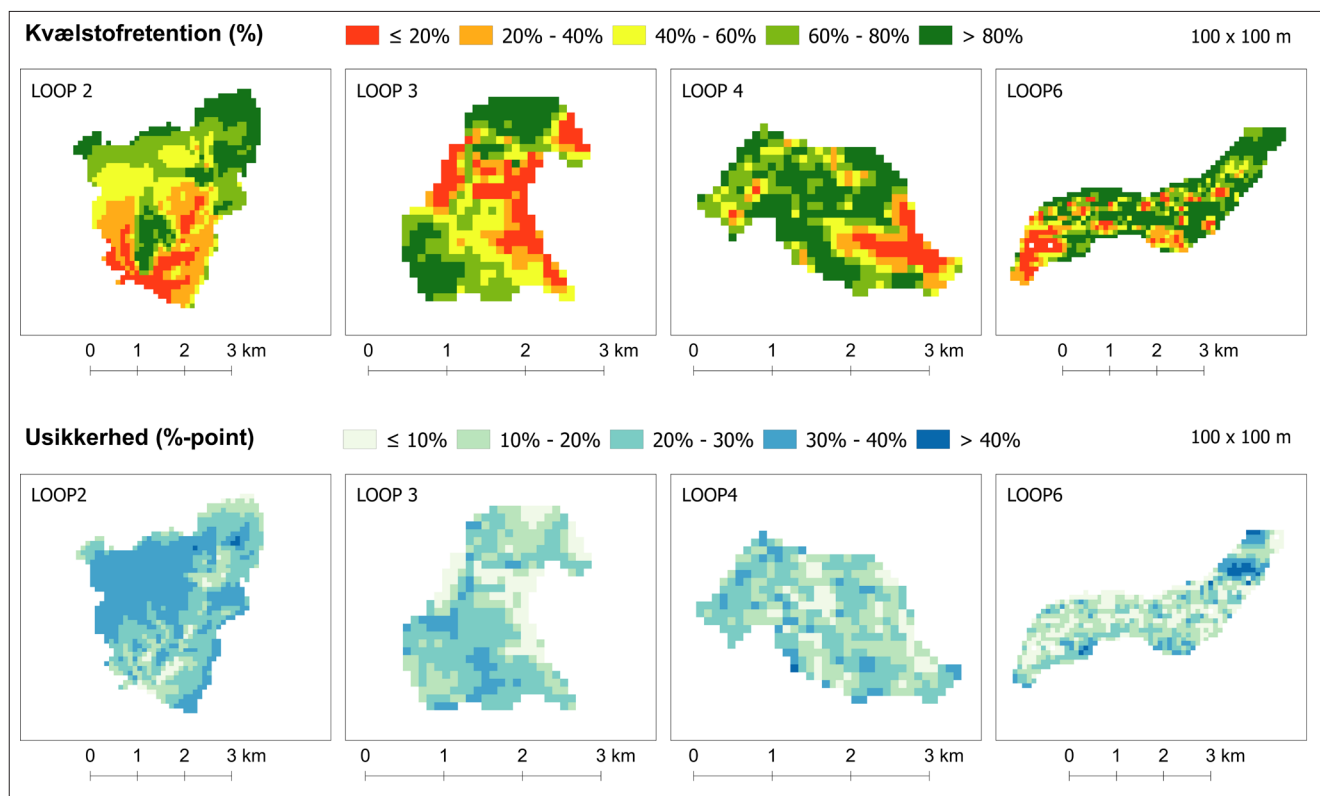 Kvælstofretention (%) ≤ 20% 20% - 40% 40% - 60% 60% - 80% > 80% 100 x 100 m
LOOP 2 LOOP 3 LOOP 4 LOOP6
0 1 2 3 km 0 1 2 3 km 0 1 2 3 km 0 1 2 3 km
Usikkerhed (%-point) ≤ 10% 10% - 20% 20% - 30% 30% - 40% > 40% 100 x 100 m
LOOP2 LOOP 3 LOOP4 LOOP6
0 1 2 3 km 0 1 2 3 km 0 1 2 3 km 0 1 2 3 km